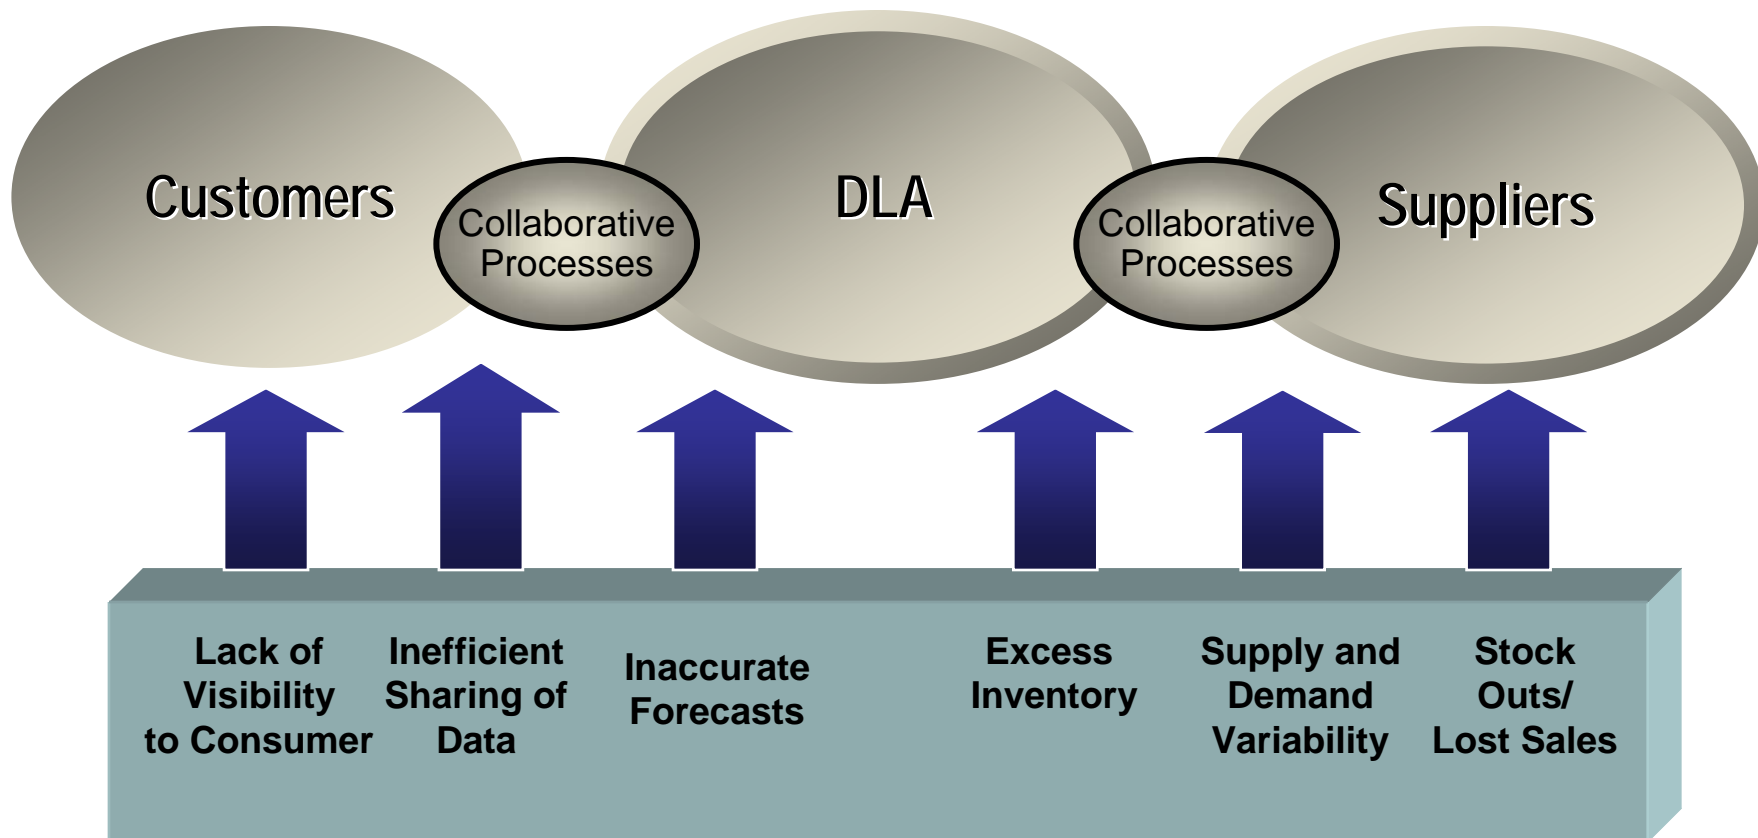 Customers
Collaborative
Processes
DLA
Collaborative
Processes
Suppliers
Lack of
Visibility
to Consumer
Inefficient
Sharing of
Data
Inaccurate
Forecasts
Excess
Inventory
Supply and
Demand
Variability
Stock
Outs/
Lost Sales